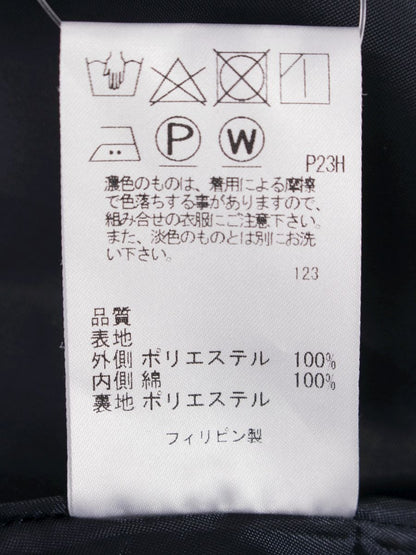 P W
P23H
濃色のものは、着用による摩擦
で色落ちする事がありますので、
組み合せの衣服にご注意下さい。
また、淡色のものとは別にお洗
い下さい。
123
品質
表地
外側 ポリエステル 100%
内側 綿 100%
裏地 ポリエステル
フィリピン製